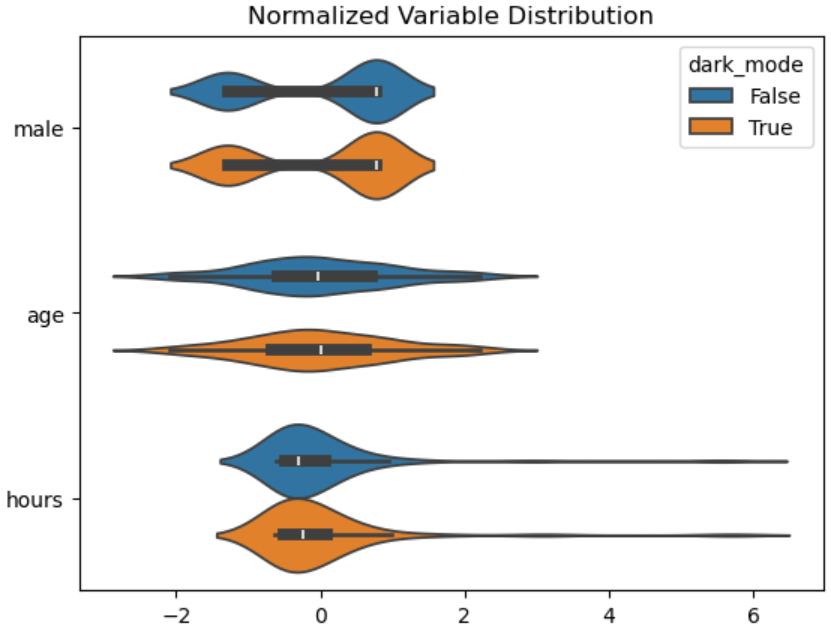 Normalized Variable Distribution
dark_mode
False
True
male
age
hours
−2 0 2 4 6